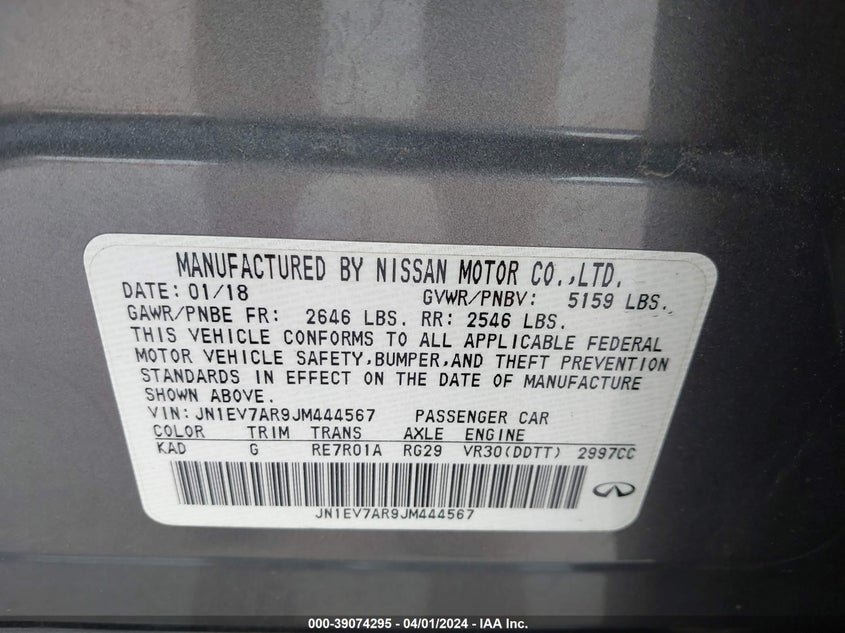 MANUFACTURED BY NISSAN MOTOR CO.,LTD.
DATE: 01/18 GVWR/PNBV: 5159 LBS.
GAWR/PNBE FR: 2646 LBS. RR: 2546 LBS.
THIS VEHICLE CONFORMS TO ALL APPLICABLE FEDERAL
MOTOR VEHICLE SAFETY,BUMPER,AND THEFT PREVENTION
STANDARDS IN EFFECT ON THE DATE OF MANUFACTURE
SHOWN ABOVE.
VIN: JN1EV7AR9JM444567 PASSENGER CAR
COLOR TRIM TRANS AXLE ENGINE
KAD G RE7R01A RG29 VR30(DDTT) 2997CC
JN1EV7AR9JM444567
000-39074295 - 04/01/2024 - IAA Inc.